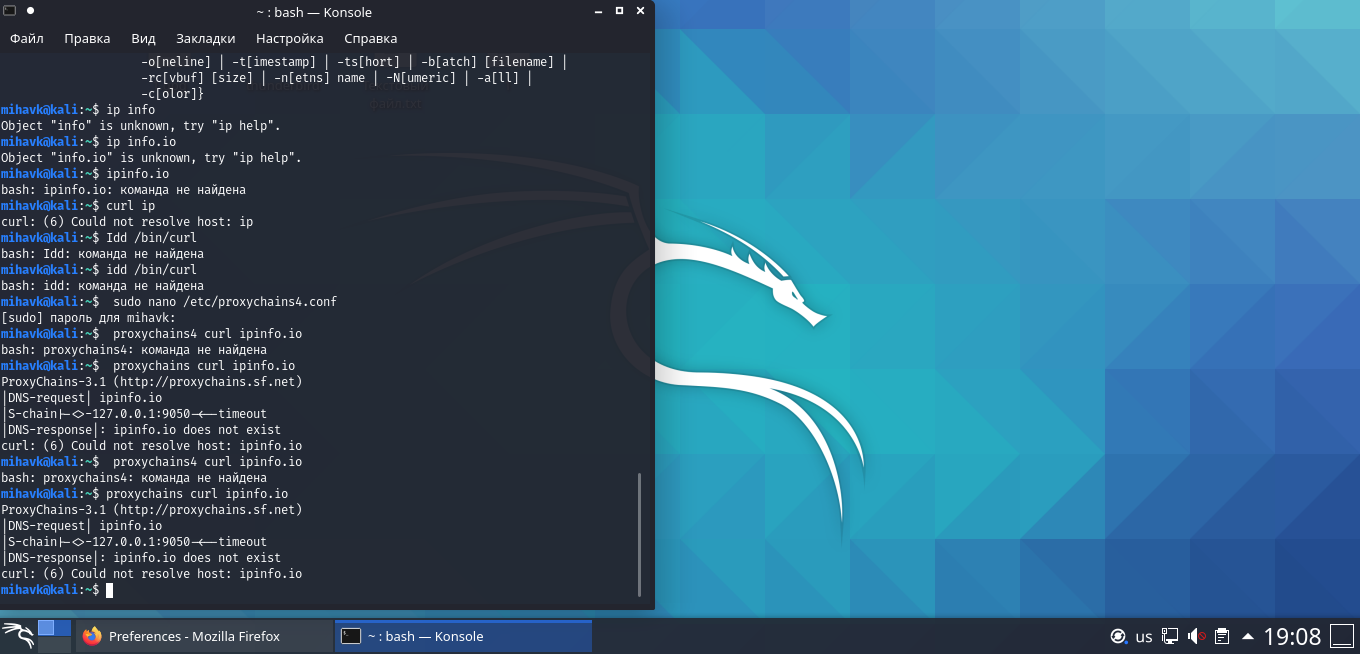 ~ : bash — Konsole
Файл Правка Вид Закладки Настройка Справка
-o[neline] | -t[imestamp] | -ts[hort] | -b[atch] [filename] |
-rc[vbuf] [size] | -n[etns] name | -N[umeric] | -a[ll] |
-c[olor]}
mihavk@kali:~$ ip info
Object "info" is unknown, try "ip help".
mihavk@kali:~$ ip info.io
Object "info.io" is unknown, try "ip help".
mihavk@kali:~$ ipinfo.io
bash: ipinfo.io: команда не найдена
mihavk@kali:~$ curl ip
curl: (6) Could not resolve host: ip
mihavk@kali:~$ Idd /bin/curl
bash: Idd: команда не найдена
mihavk@kali:~$ idd /bin/curl
bash: idd: команда не найдена
mihavk@kali:~$  sudo nano /etc/proxychains4.conf
[sudo] пароль для mihavk:
mihavk@kali:~$  proxychains4 curl ipinfo.io
bash: proxychains4: команда не найдена
mihavk@kali:~$  proxychains curl ipinfo.io
ProxyChains-3.1 (http://proxychains.sf.net)
|DNS-request| ipinfo.io
|S-chain|-<>-127.0.0.1:9050-<--timeout
|DNS-response|: ipinfo.io does not exist
curl: (6) Could not resolve host: ipinfo.io
mihavk@kali:~$  proxychains4 curl ipinfo.io
bash: proxychains4: команда не найдена
mihavk@kali:~$ proxychains curl ipinfo.io
ProxyChains-3.1 (http://proxychains.sf.net)
|DNS-request| ipinfo.io
|S-chain|-<>-127.0.0.1:9050-<--timeout
|DNS-response|: ipinfo.io does not exist
curl: (6) Could not resolve host: ipinfo.io
mihavk@kali:~$
Preferences - Mozilla Firefox
~ : bash — Konsole
us
19:08